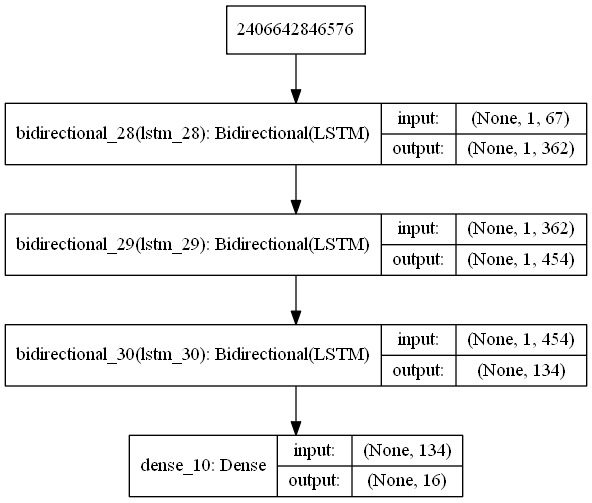 2406642846576
bidirectional_28(lstm_28): Bidirectional(LSTM)
input: (None, 1, 67)
output: (None, 1, 362)
bidirectional_29(lstm_29): Bidirectional(LSTM)
input: (None, 1, 362)
output: (None, 1, 454)
bidirectional_30(lstm_30): Bidirectional(LSTM)
input: (None, 1, 454)
output: (None, 134)
dense_10: Dense
input: (None, 134)
output: (None, 16)